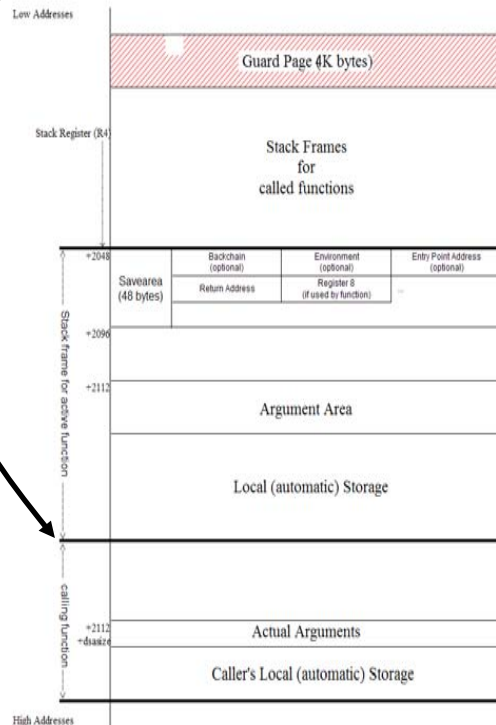 Low Addresses
Guard Page 4K bytes)
Stack Register (R4)
Stack Frames
for
called functions
+2048
Savearea
(48 bytes)
Backchain
(optional)
Environment
(optional)
Entry Point Address
(optional)
Return Address
Register 8
(if used by function)
...
+2096
+2112
Argument Area
Local (automatic) Storage
Stack frame for active function
calling function
+2112
+dsasize
Actual Arguments
Caller's Local (automatic) Storage
High Addresses